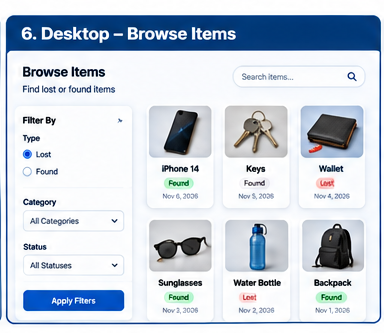 6. Desktop – Browse Items
Browse Items
Find lost or found items
Search items...
Filter By
Type
Lost
Found
Category
All Categories
Status
All Statuses
Apply Filters
iPhone 14
Found
Nov 6, 2026
Keys
Found
Nov 5, 2026
Wallet
Lost
Nov 4, 2026
Sunglasses
Found
Nov 3, 2026
Water Bottle
Lost
Nov 2, 2026
Backpack
Found
Nov 1, 2026